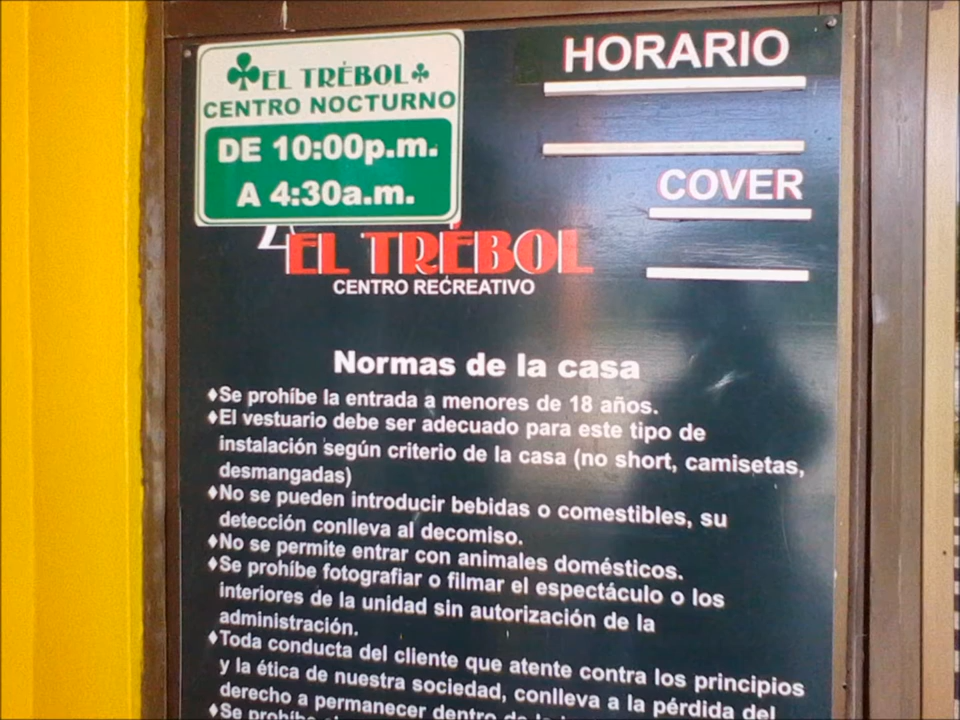 EL TRÉBOL
CENTRO NOCTURNO
DE 10:00p.m.
A 4:30a.m.
HORARIO
COVER
EL TRÉBOL
CENTRO RECREATIVO
Normas de la casa
♦Se prohíbe la entrada a menores de 18 años.
♦El vestuario debe ser adecuado para este tipo de
instalación según criterio de la casa (no short, camisetas,
desmangadas)
♦No se pueden introducir bebidas o comestibles, su
detección conlleva al decomiso.
♦No se permite entrar con animales domésticos.
♦Se prohíbe fotografiar o filmar el espectáculo o los
interiores de la unidad sin autorización de la
administración.
♦Toda conducta del cliente que atente contra los principios
y la ética de nuestra sociedad, conlleva a la pérdida del
derecho a permanecer dentro de
♦Se prohíbe